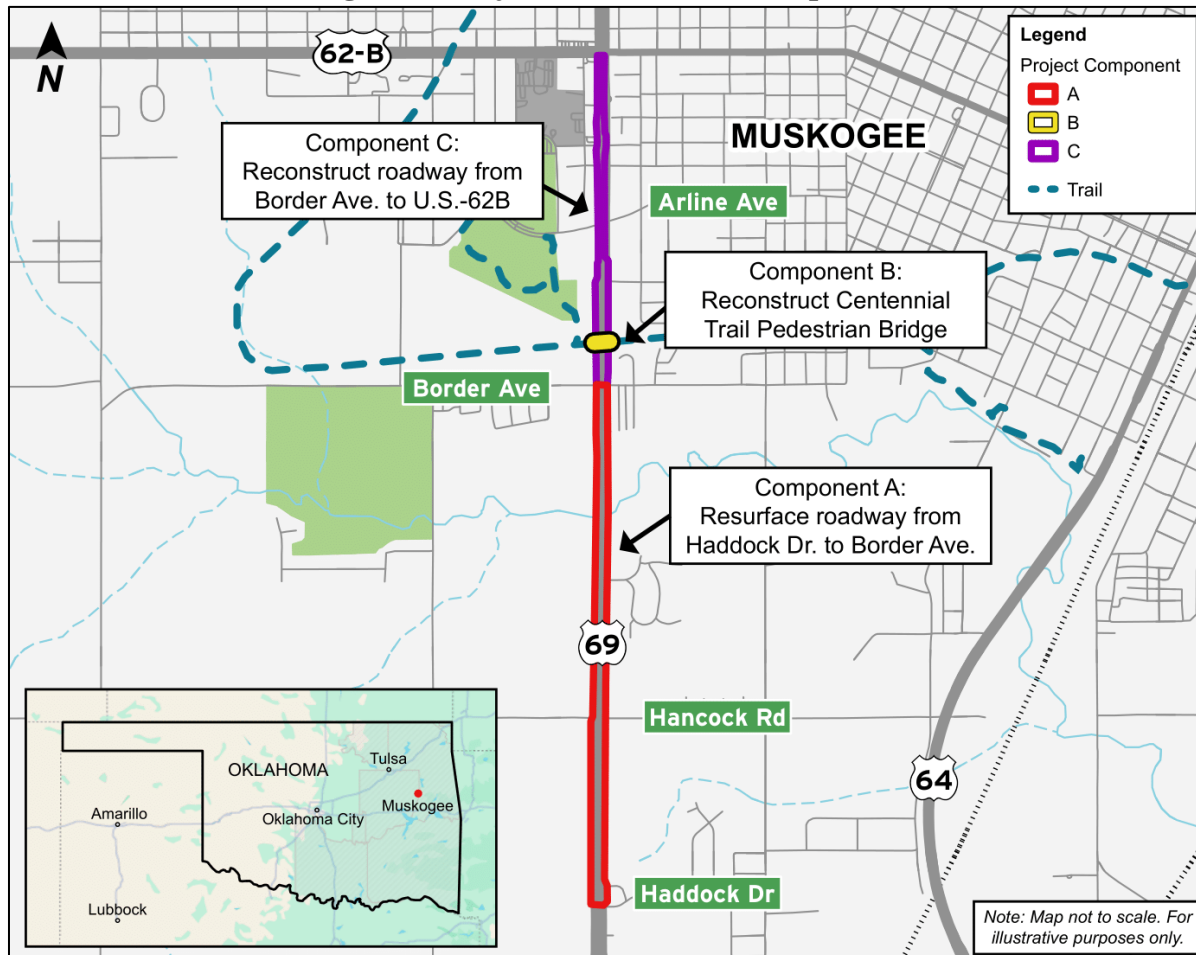 62-B
N
Legend
Project Component
A
B
C
Trail
Component C:
Reconstruct roadway from
Border Ave. to U.S.-62B
MUSKOGEE
Arline Ave
Component B:
Reconstruct Centennial
Trail Pedestrian Bridge
Border Ave
Component A:
Resurface roadway from
Haddock Dr. to Border Ave.
69
Hancock Rd
64
Haddock Dr
OKLAHOMA
Tulsa
Muskogee
Amarillo
Oklahoma City
Lubbock
Note: Map not to scale. For
illustrative purposes only.